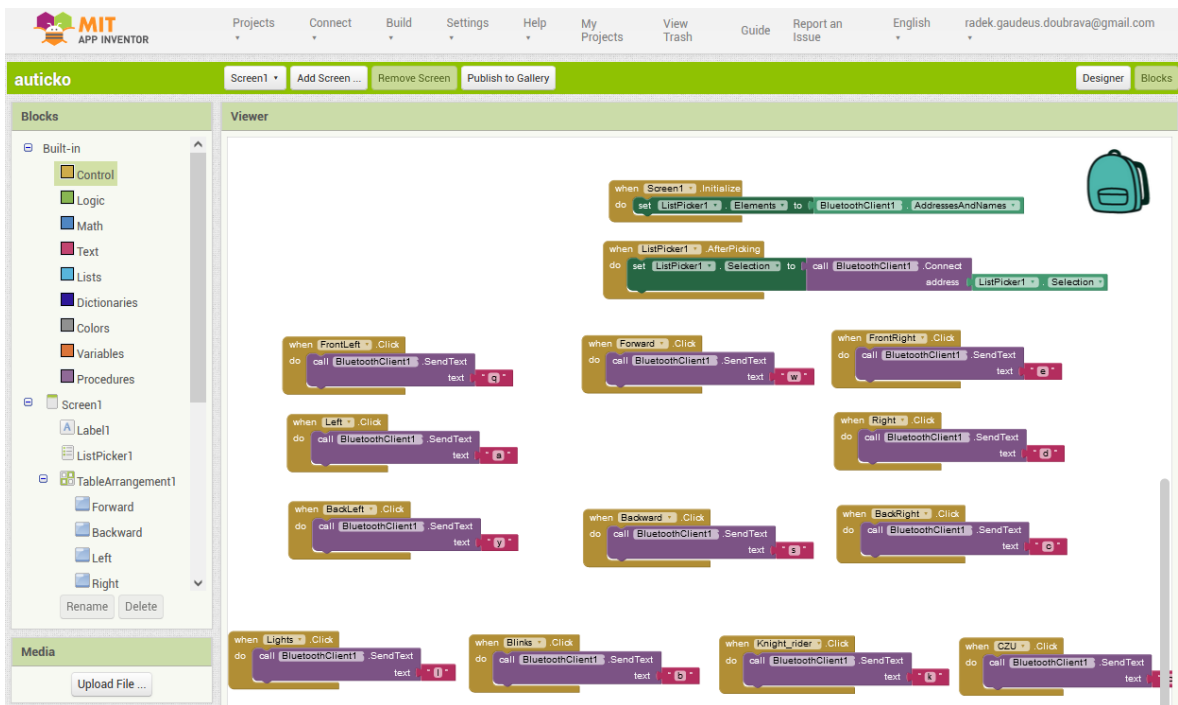 MIT
APP INVENTOR
Projects Connect Build Settings Help My Projects View Trash Guide Report an Issue English radek.gaudeus.doubrava@gmail.com
auticko
Screen1 Add Screen ... Remove Screen Publish to Gallery Designer Blocks
Blocks
Viewer
Built-in
Control
Logic
Math
Text
Lists
Dictionaries
Colors
Variables
Procedures
Screen1
Label1
ListPicker1
TableArrangement1
Forward
Backward
Left
Right
Rename Delete
Media
Upload File ...
when Screen1 .Initialize
do set ListPicker1 . Elements to BluetoothClient1 . AddressesAndNames
when ListPicker1 .AfterPicking
do set ListPicker1 . Selection to call BluetoothClient1 .Connect
address ListPicker1 . Selection
when FrontLeft .Click
do call BluetoothClient1 .SendText
text "q"
when Forward .Click
do call BluetoothClient1 .SendText
text "w"
when FrontRight .Click
do call BluetoothClient1 .SendText
text "e"
when Left .Click
do call BluetoothClient1 .SendText
text "a"
when Right .Click
do call BluetoothClient1 .SendText
text "d"
when BackLeft .Click
do call BluetoothClient1 .SendText
text "y"
when Backward .Click
do call BluetoothClient1 .SendText
text "s"
when BackRight .Click
do call BluetoothClient1 .SendText
text "c"
when Lights .Click
do call BluetoothClient1 .SendText
text "l"
when Blinks .Click
do call BluetoothClient1 .SendText
text "b"
when Knight_rider .Click
do call BluetoothClient1 .SendText
text "k"
when CZU .Click
do call BluetoothClient1 .SendText
text